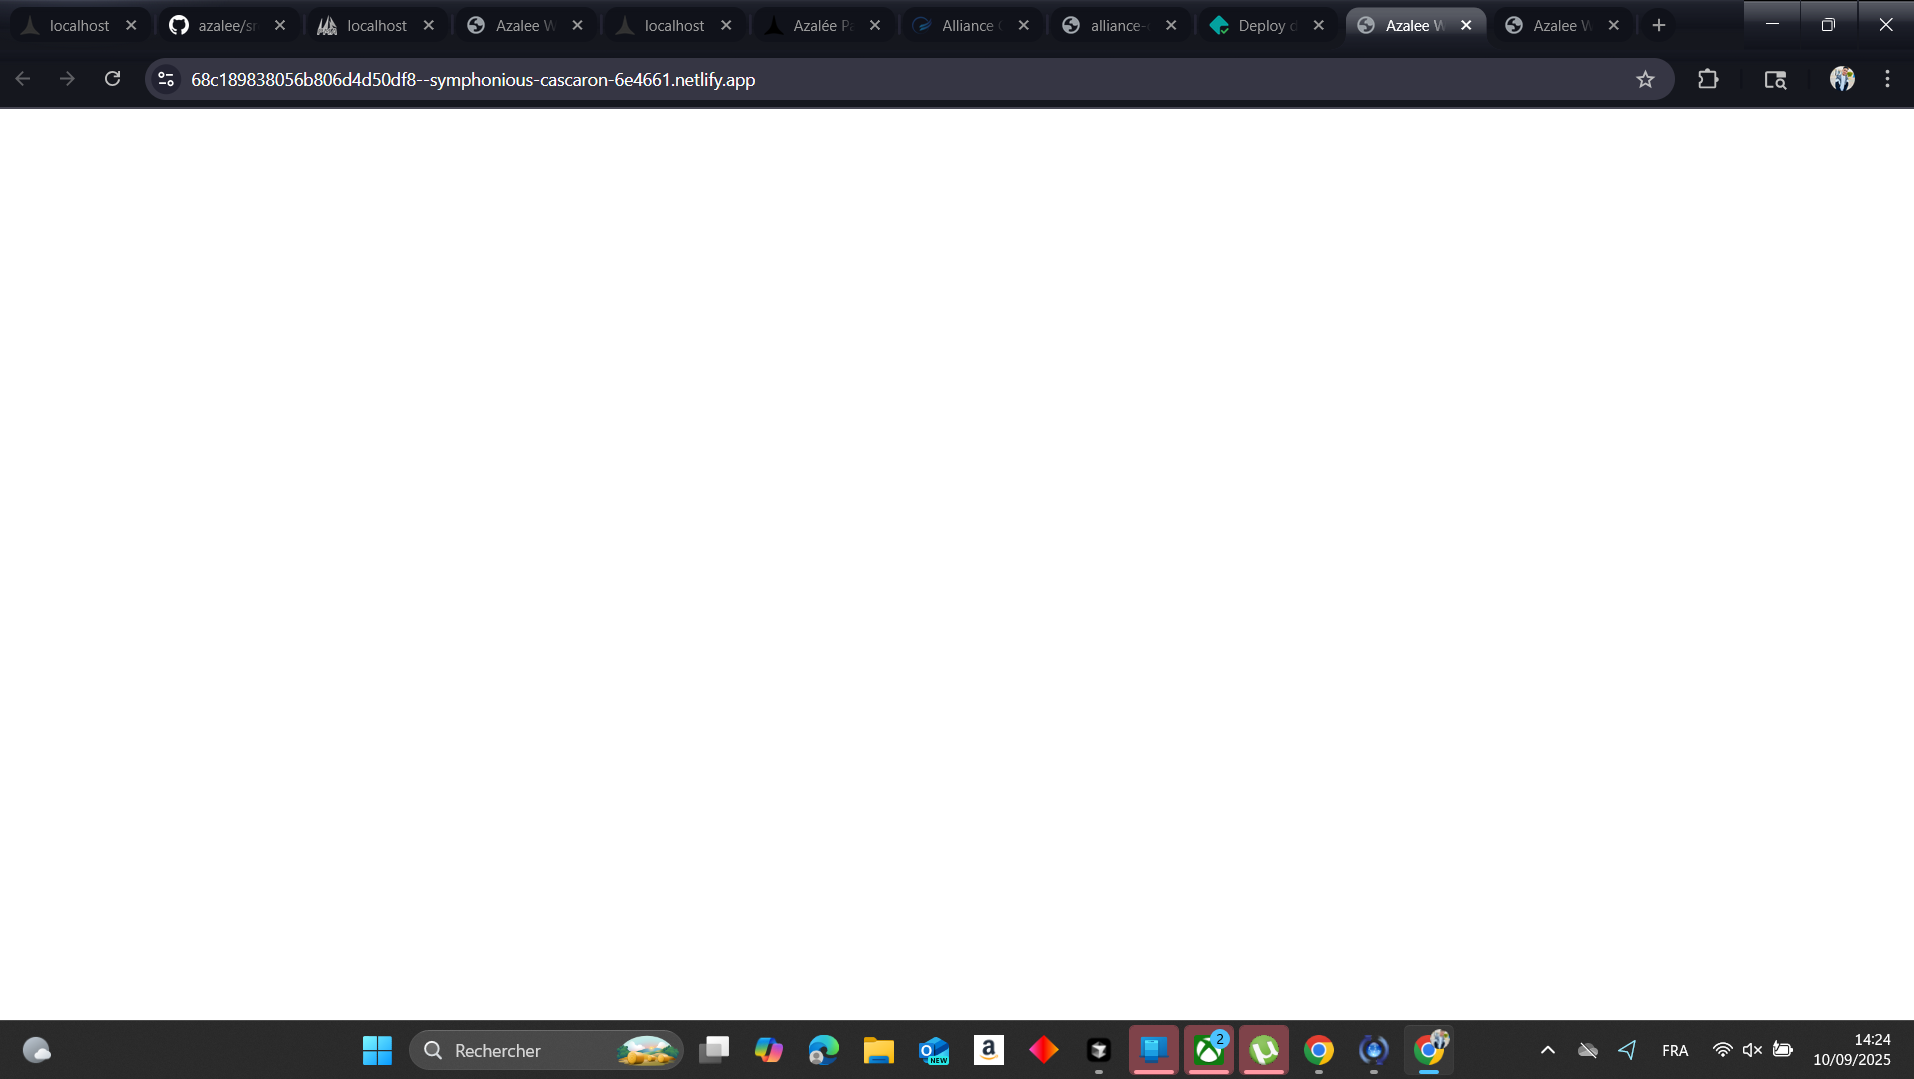 localhost
azalee/sr
localhost
Azalee W
localhost
Azalée Pa
Alliance
alliance-
Deploy d
Azalee W
Azalee W
68c189838056b806d4d50df8--symphonious-cascaron-6e4661.netlify.app
Rechercher
NEW
a
2
FRA
14:24
10/09/2025